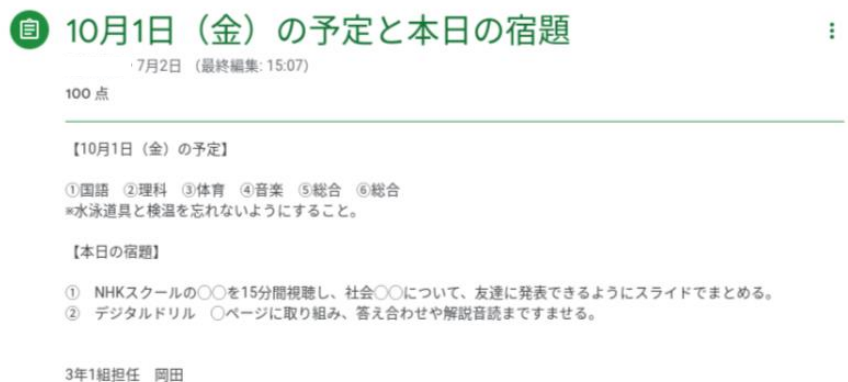 10月1日（金）の予定と本日の宿題
7月2日 （最終編集: 15:07)
100 点
【10月1日（金）の予定】
①国語　②理科　③体育　④音楽　⑤総合　⑥総合
※水泳道具と検温を忘れないようにすること。
【本日の宿題】
①　NHKスクールの〇〇を15分間視聴し、社会〇〇について、友達に発表できるようにスライドでまとめる。
②　デジタルドリル　〇ページに取り組み、答え合わせや解説音読まですませる。
3年1組担任　岡田